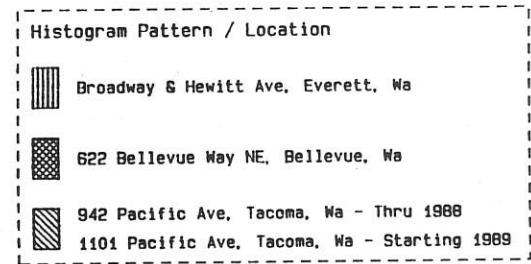 Histogram Pattern / Location
Broadway & Hewitt Ave, Everett, Wa
622 Bellevue Way NE, Bellevue, Wa
942 Pacific Ave, Tacoma, Wa - Thru 1988
1101 Pacific Ave, Tacoma, Wa - Starting 1989